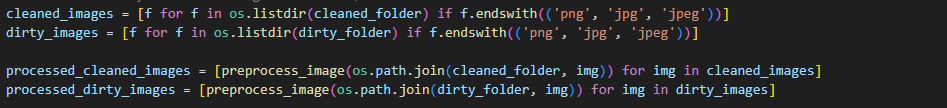 cleaned_images = [f for f in os.listdir(cleaned_folder) if f.endswith(('png', 'jpg', 'jpeg'))]
dirty_images = [f for f in os.listdir(dirty_folder) if f.endswith(('png', 'jpg', 'jpeg'))]
processed_cleaned_images = [preprocess_image(os.path.join(cleaned_folder, img)) for img in cleaned_images]
processed_dirty_images = [preprocess_image(os.path.join(dirty_folder, img)) for img in dirty_images]